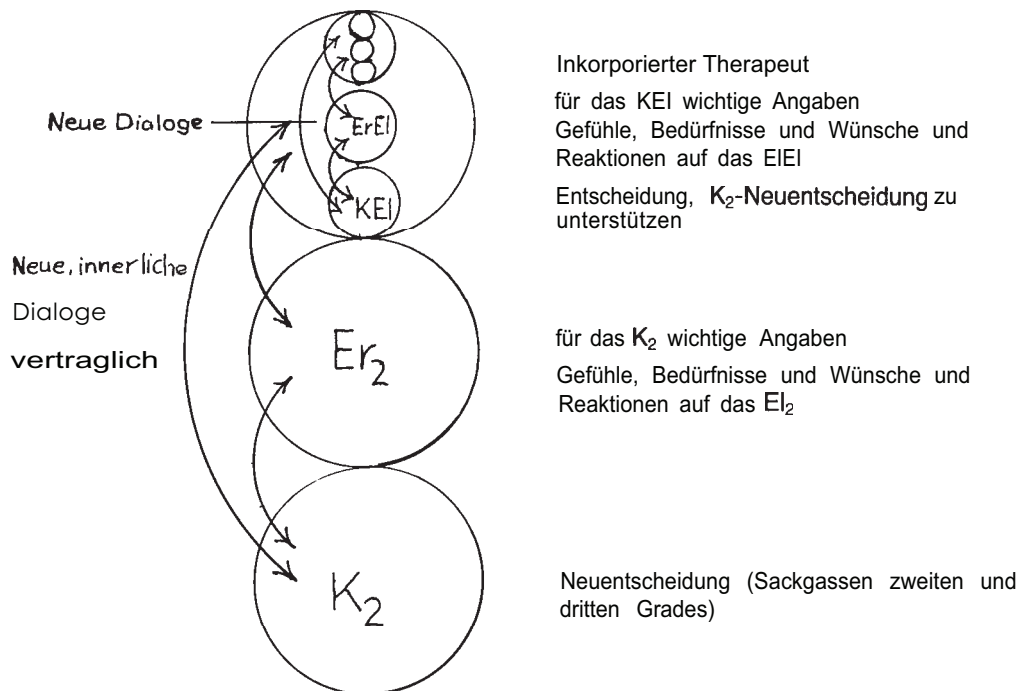 Neue Dialoge
ErEl
KEl
Inkorporierter Therapeut
für das KEl wichtige Angaben
Gefühle, Bedürfnisse und Wünsche und
Reaktionen auf das ElEl
Entscheidung, K₂-Neuentscheidung zu
unterstützen
Neue, innerliche
Dialoge
vertraglich
Er₂
für das K₂ wichtige Angaben
Gefühle, Bedürfnisse und Wünsche und
Reaktionen auf das El₂
K₂
Neuentscheidung (Sackgassen zweiten und
dritten Grades)